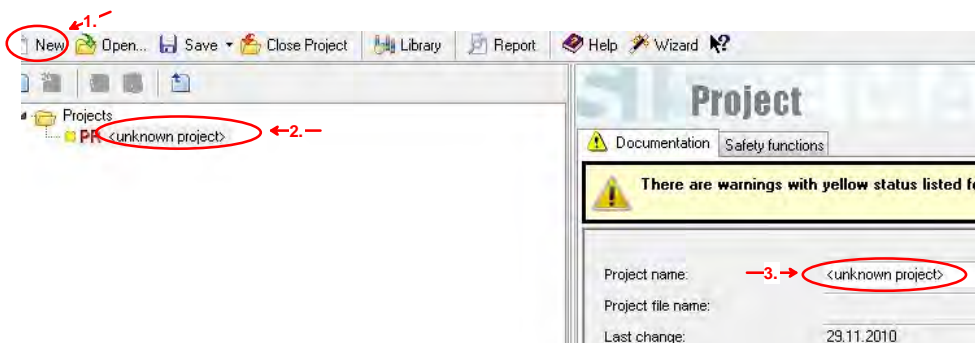 1.
New Open... Save Close Project Library Report Help Wizard
Project
Projects
PR <unknown project> 2.
Documentation Safety functions
There are warnings with yellow status listed
Project name: 3. <unknown project>
Project file name:
Last change: 29.11.2010